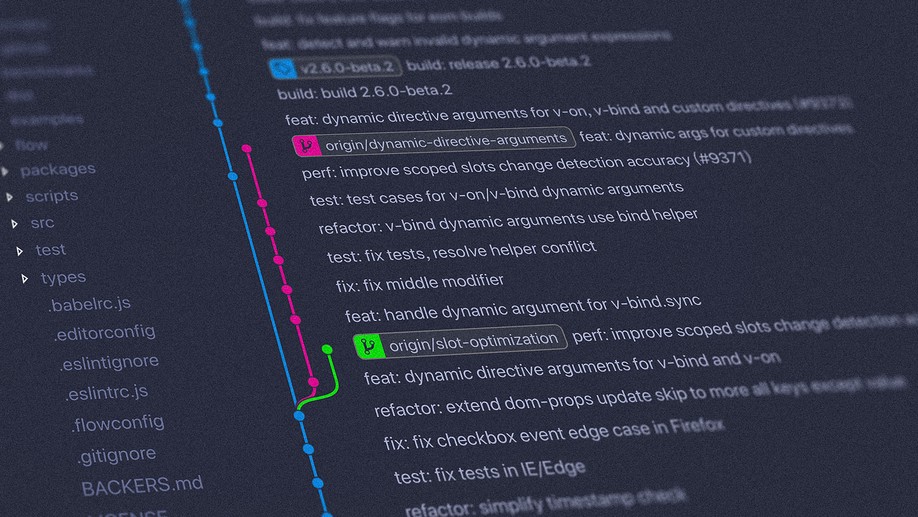 examples
flow
packages
scripts
src
test
types
.babelrc.js
.editorconfig
.eslintignore
.eslintrc.js
.flowconfig
.gitignore
BACKERS.md
build: fix feature flags for esm builds
feat: detect and warn invalid dynamic argument expressions
v2.6.0-beta.2 build: release 2.6.0-beta.2
build: build 2.6.0-beta.2
feat: dynamic directive arguments for v-on, v-bind and custom directives (#9373)
origin/dynamic-directive-arguments feat: dynamic args for custom directives
perf: improve scoped slots change detection accuracy (#9371)
test: test cases for v-on/v-bind dynamic arguments
refactor: v-bind dynamic arguments use bind helper
test: fix tests, resolve helper conflict
fix: fix middle modifier
feat: handle dynamic argument for v-bind.sync
origin/slot-optimization perf: improve scoped slots change detection
feat: dynamic directive arguments for v-bind and v-on
refactor: extend dom-props update skip to more all keys except value
fix: fix checkbox event edge case in Firefox
test: fix tests in IE/Edge
refactor: simplify timestamp check